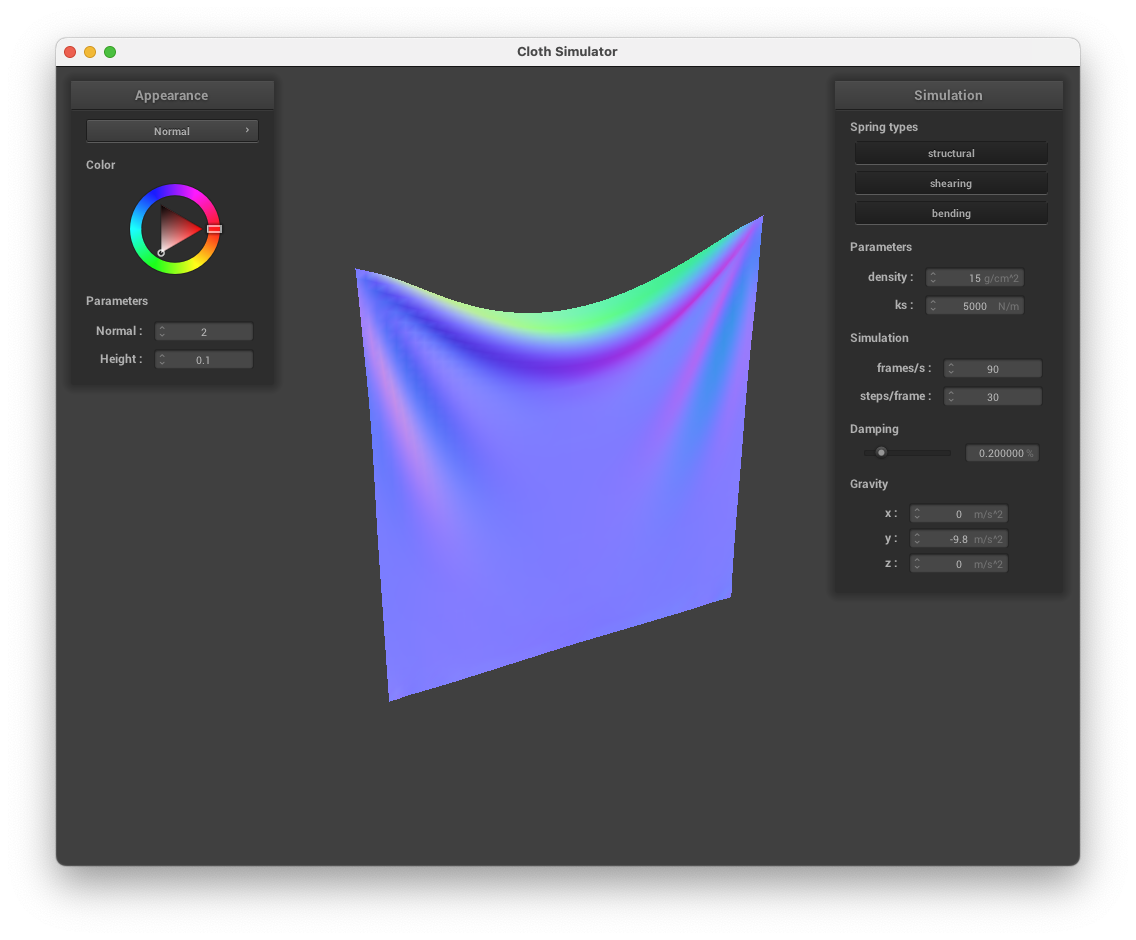 Cloth Simulator
Appearance
Normal
Color
Parameters
Normal : 2
Height : 0.1
Simulation
Spring types
structural
shearing
bending
Parameters
density : 15 g/cm^2
ks : 5000 N/m
Simulation
frames/s : 90
steps/frame : 30
Damping
0.200000 %
Gravity
x : 0 m/s^2
y : -9.8 m/s^2
z : 0 m/s^2